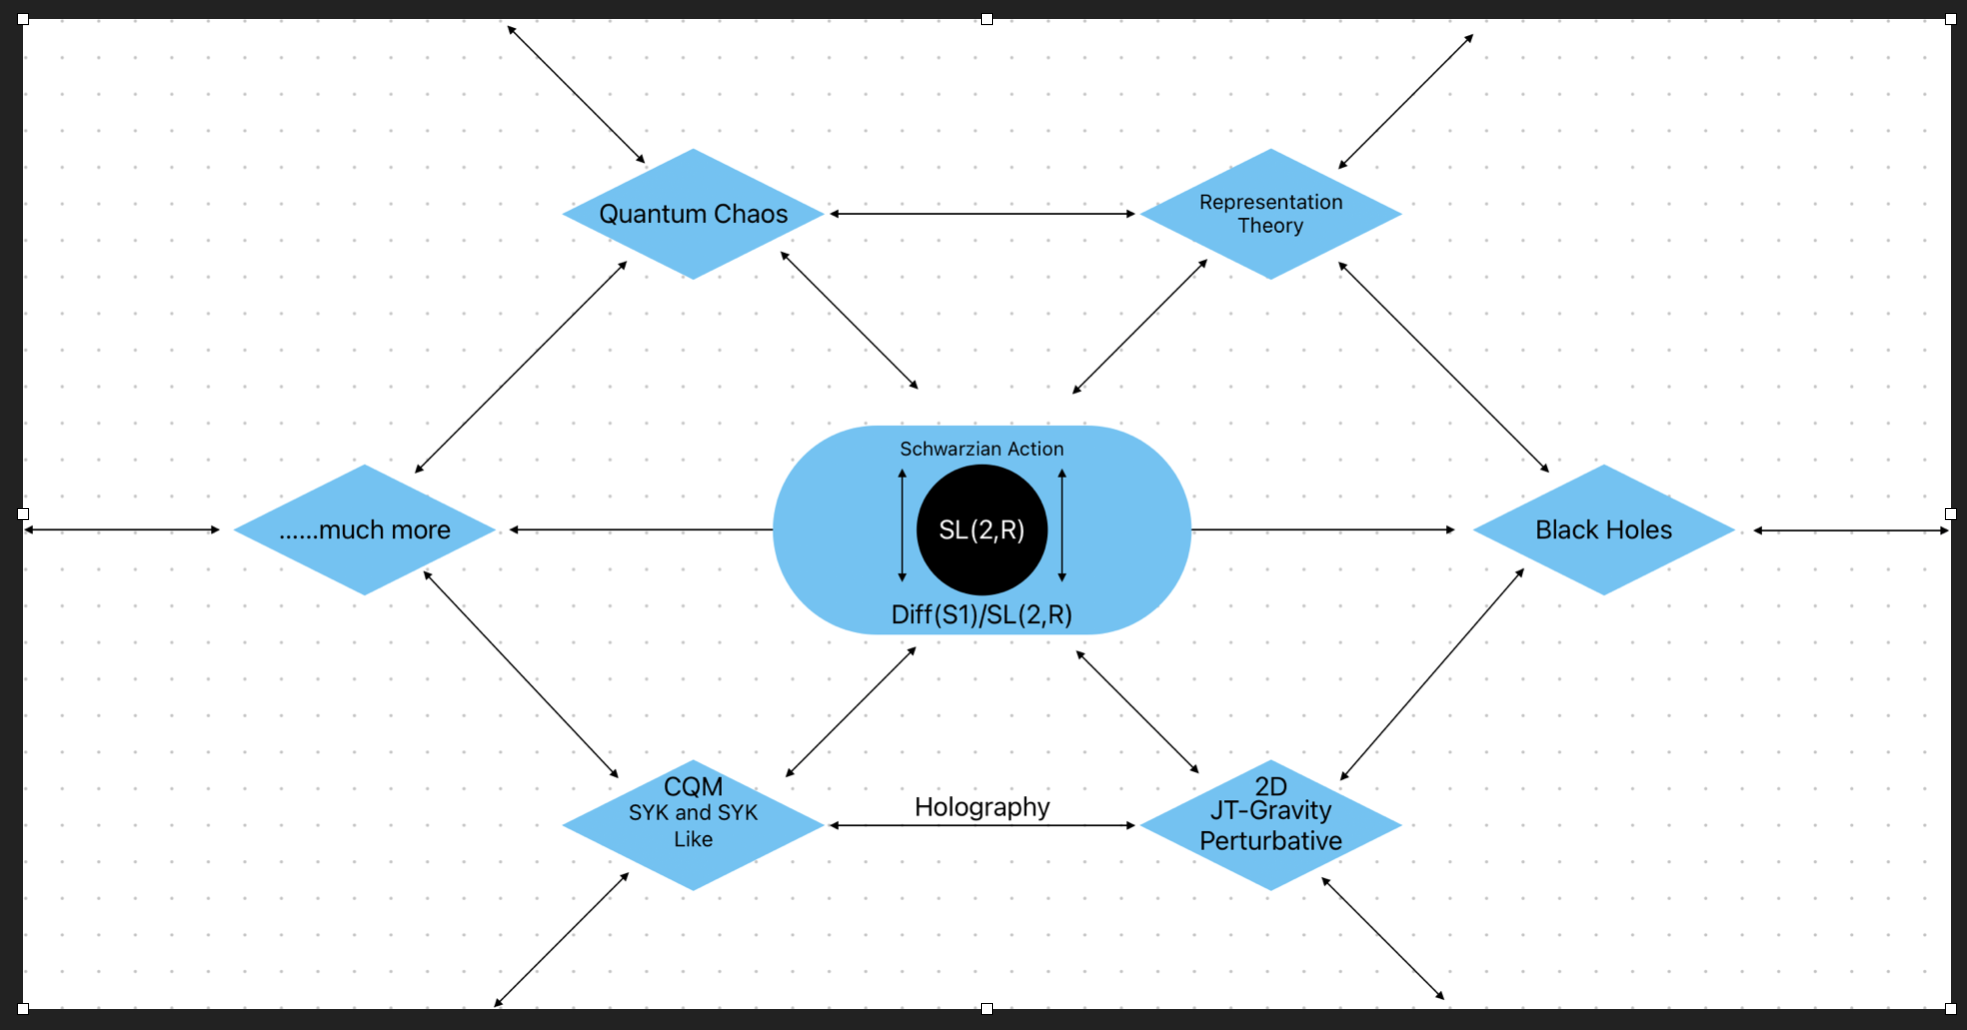 Quantum Chaos
Representation
Theory
Schwarzian Action
SL(2,R)
Diff(S1)/SL(2,R)
......much more
Black Holes
CQM
SYK and SYK
Like
Holography
2D
JT-Gravity
Perturbative